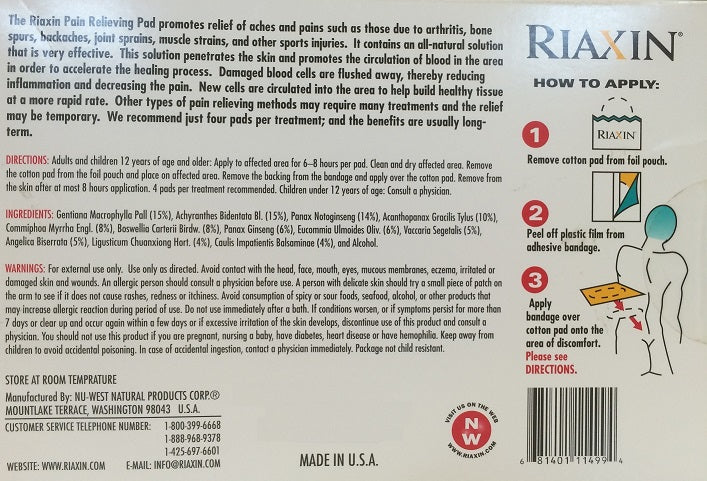 The Riaxin Pain Relieving Pad promotes relief of aches and pains such as those due to arthritis, bone
spurs, backaches, joint sprains, muscle strains, and other sports injuries. It contains an all-natural solution
that is very effective. This solution penetrates the skin and promotes the circulation of blood in the area
in order to accelerate the healing process. Damaged blood cells are flushed away, thereby reducing
inflammation and decreasing the pain. New cells are circulated into the area to help build healthy tissue
at a more rapid rate. Other types of pain relieving methods may require many treatments and the relief
may be temporary. We recommend just four pads per treatment; and the benefits are usually long-
term.
DIRECTIONS: Adults and children 12 years of age and older: Apply to affected area for 6–8 hours per pad. Clean and dry affected area. Remove
the cotton pad from the foil pouch and place on affected area. Remove the backing from the bandage and apply over the cotton pad. Remove from
the skin after at most 8 hours application. 4 pads per treatment recommended. Children under 12 years of age: Consult a physician.
INGREDIENTS: Gentiana Macrophylla Pall (15%), Achyranthes Bidentata Bl. (15%), Panax Notoginseng (14%), Acanthopanax Gracilis Tylus (10%),
Commiphoa Myrrha Engl. (8%), Boswellia Carterii Birdw. (8%), Panax Ginseng (6%), Eucommia Ulmoides Oliv. (6%), Vaccaria Segetalis (5%),
Angelica Biserrata (5%), Ligusticum Chuanxiong Hort. (4%), Caulis Impatientis Balsaminae (4%), and Alcohol.
WARNINGS: For external use only. Use only as directed. Avoid contact with the head, face, mouth, eyes, mucous membranes, eczema, irritated or
damaged skin and wounds. An allergic person should consult a physician before use. A person with delicate skin should try a small piece of patch on
the arm to see if it does not cause rashes, redness or itchiness. Avoid consumption of spicy or sour foods, seafood, alcohol, or other products that
may increase allergic reaction during period of use. Do not use immediately after a bath. If conditions worsen, or if symptoms persist for more than
7 days or clear up and occur again within a few days or if excessive irritation of the skin develops, discontinue use of this product and consult a
physician. You should not use this product if you are pregnant, nursing a baby, have diabetes, heart disease or have hemophilia. Keep away from
children to avoid accidental poisoning. In case of accidental ingestion, contact a physician immediately. Package not child resistant.
STORE AT ROOM TEMPRATURE
Manufactured By: NU-WEST NATURAL PRODUCTS CORP.®
MOUNTLAKE TERRACE, WASHINGTON 98043 U.S.A.
CUSTOMER SERVICE TELEPHONE NUMBER: 1-800-399-6668
1-888-968-9378
1-425-697-6601
WEBSITE: WWW.RIAXIN.COM E-MAIL: INFO@RIAXIN.COM
MADE IN U.S.A.
RIAXIN®
HOW TO APPLY:
RIAXIN
1
Remove cotton pad from foil pouch.
2
Peel off plastic film from
adhesive bandage.
3
Apply
bandage over
cotton pad onto the
area of discomfort.
Please see
DIRECTIONS.
VISIT US ON THE WEB
N
W
WWW.RIAXIN.COM
6 81401 11499 4